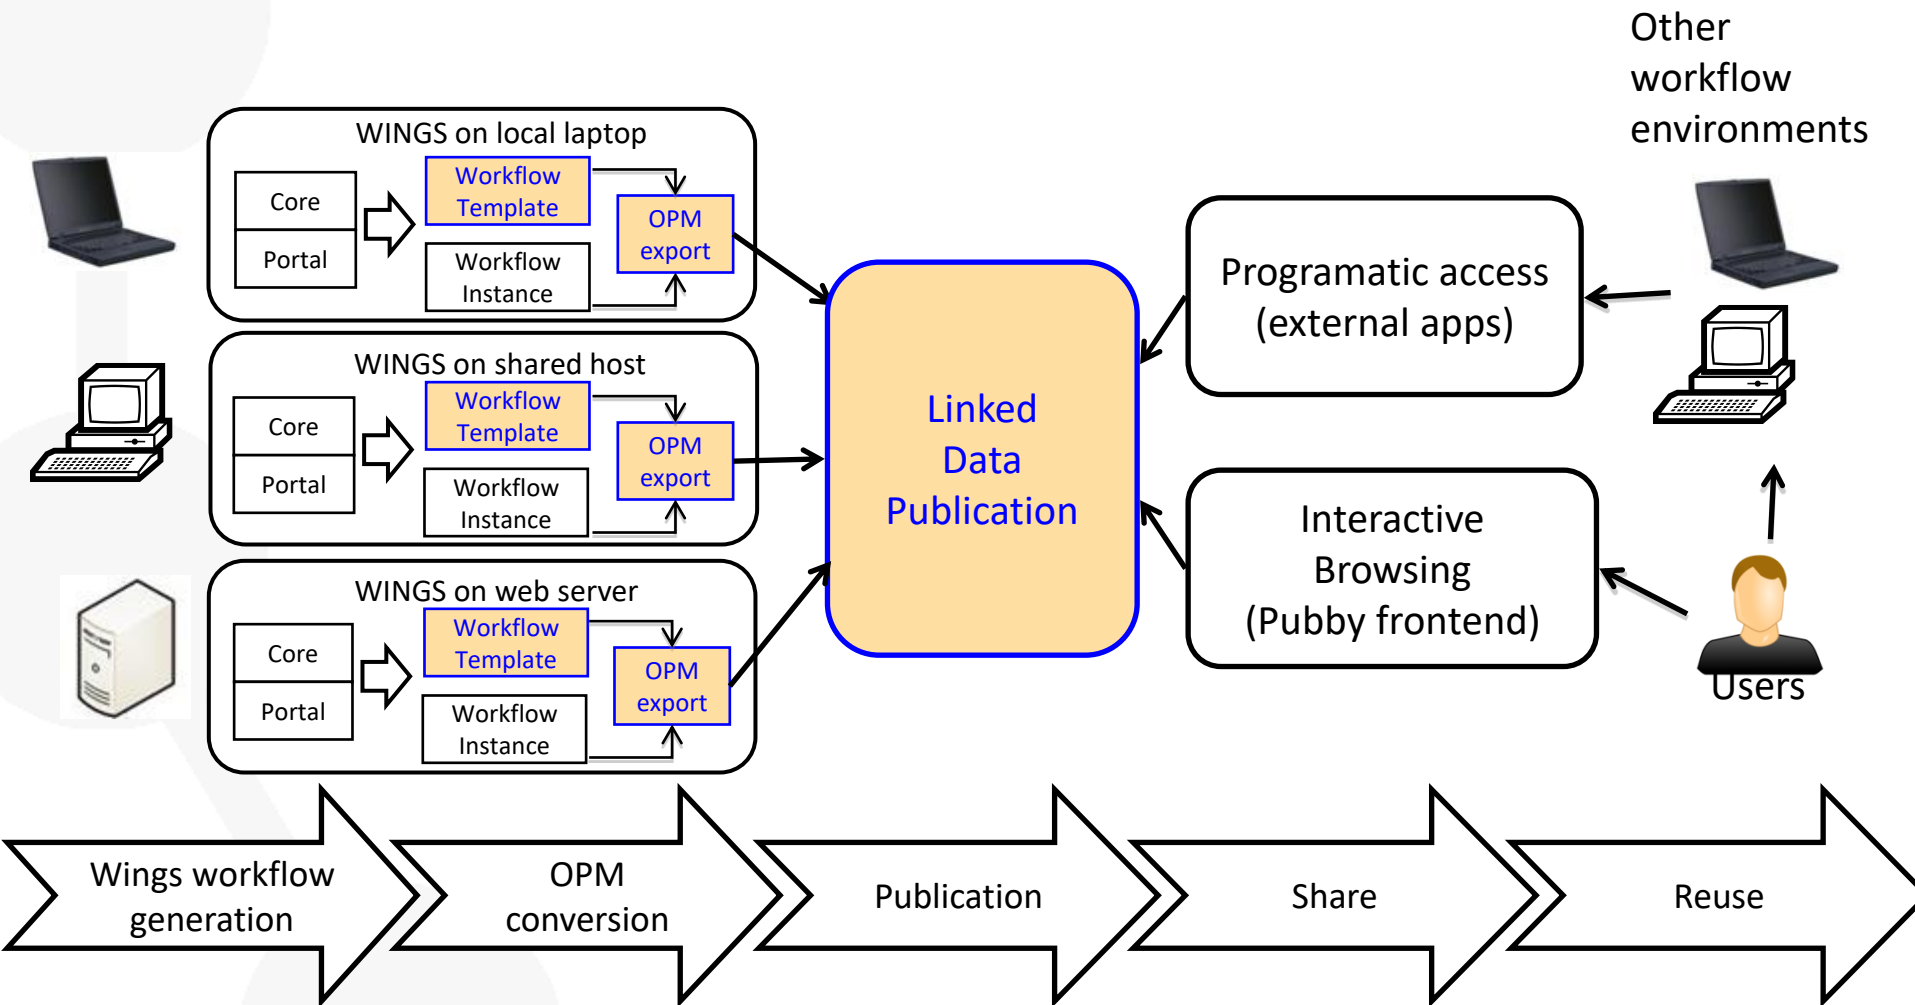 Other
workflow
environments
WINGS on local laptop
Core
Portal
Workflow
Template
Workflow
Instance
OPM
export
WINGS on shared host
Core
Portal
Workflow
Template
Workflow
Instance
OPM
export
WINGS on web server
Core
Portal
Workflow
Template
Workflow
Instance
OPM
export
Linked
Data
Publication
Programatic access
(external apps)
Interactive
Browsing
(Pubby frontend)
Users
Wings workflow
generation
OPM
conversion
Publication
Share
Reuse